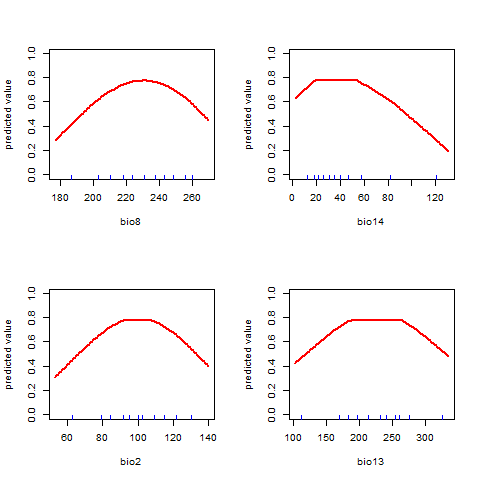 predicted value
0.0 0.2 0.4 0.6 0.8 1.0
180 200 220 240 260
bio8
predicted value
0.0 0.2 0.4 0.6 0.8 1.0
0 20 40 60 80 120
bio14
predicted value
0.0 0.2 0.4 0.6 0.8 1.0
60 80 100 120 140
bio2
predicted value
0.0 0.2 0.4 0.6 0.8 1.0
100 150 200 250 300
bio13